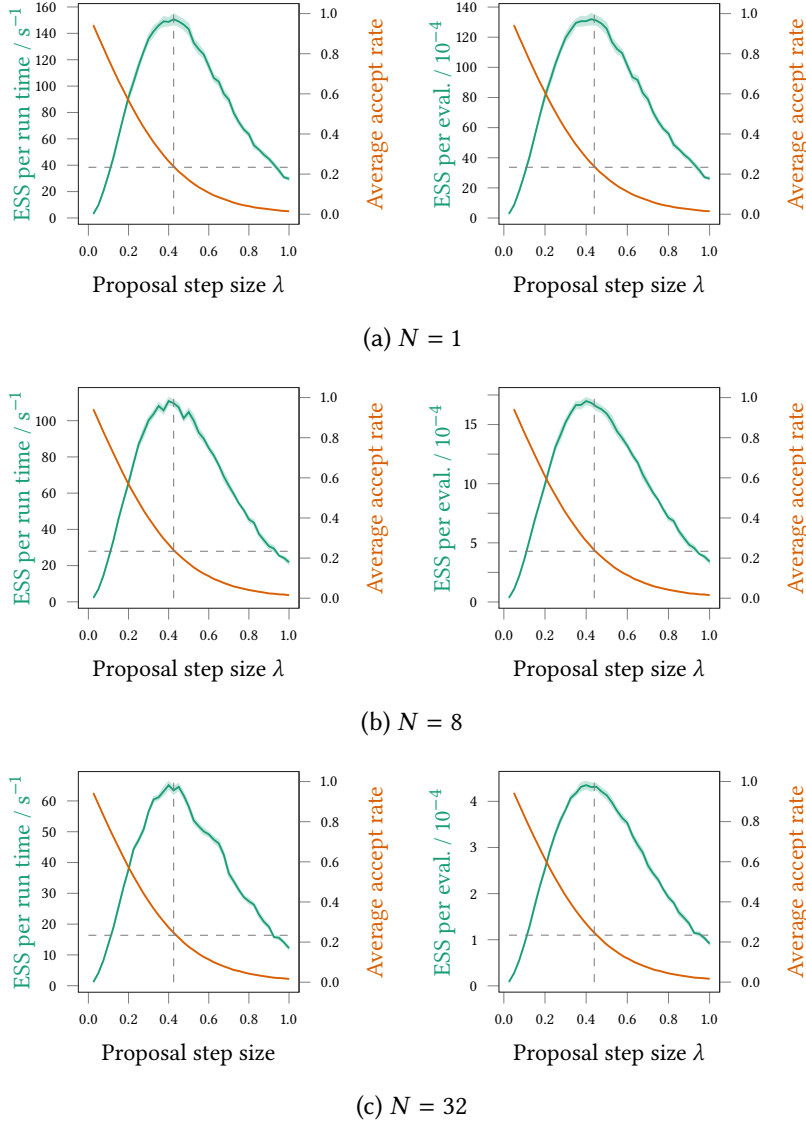 160
140
120
100
80
60
40
20
0
ESS per run time / s⁻¹
1.0
0.8
0.6
0.4
0.2
0.0
Average accept rate
0.0 0.2 0.4 0.6 0.8 1.0
Proposal step size λ
140
120
100
80
60
40
20
0
ESS per eval. / 10⁻⁴
1.0
0.8
0.6
0.4
0.2
0.0
Average accept rate
0.0 0.2 0.4 0.6 0.8 1.0
Proposal step size λ
(a) N = 1
100
80
60
40
20
0
ESS per run time / s⁻¹
1.0
0.8
0.6
0.4
0.2
0.0
Average accept rate
0.0 0.2 0.4 0.6 0.8 1.0
Proposal step size λ
15
10
5
0
ESS per eval. / 10⁻⁴
1.0
0.8
0.6
0.4
0.2
0.0
Average accept rate
0.0 0.2 0.4 0.6 0.8 1.0
Proposal step size λ
(b) N = 8
60
50
40
30
20
10
0
ESS per run time / s⁻¹
1.0
0.8
0.6
0.4
0.2
0.0
Average accept rate
0.0 0.2 0.4 0.6 0.8 1.0
Proposal step size
4
3
2
1
0
ESS per eval. / 10⁻⁴
1.0
0.8
0.6
0.4
0.2
0.0
Average accept rate
0.0 0.2 0.4 0.6 0.8 1.0
Proposal step size λ
(c) N = 32